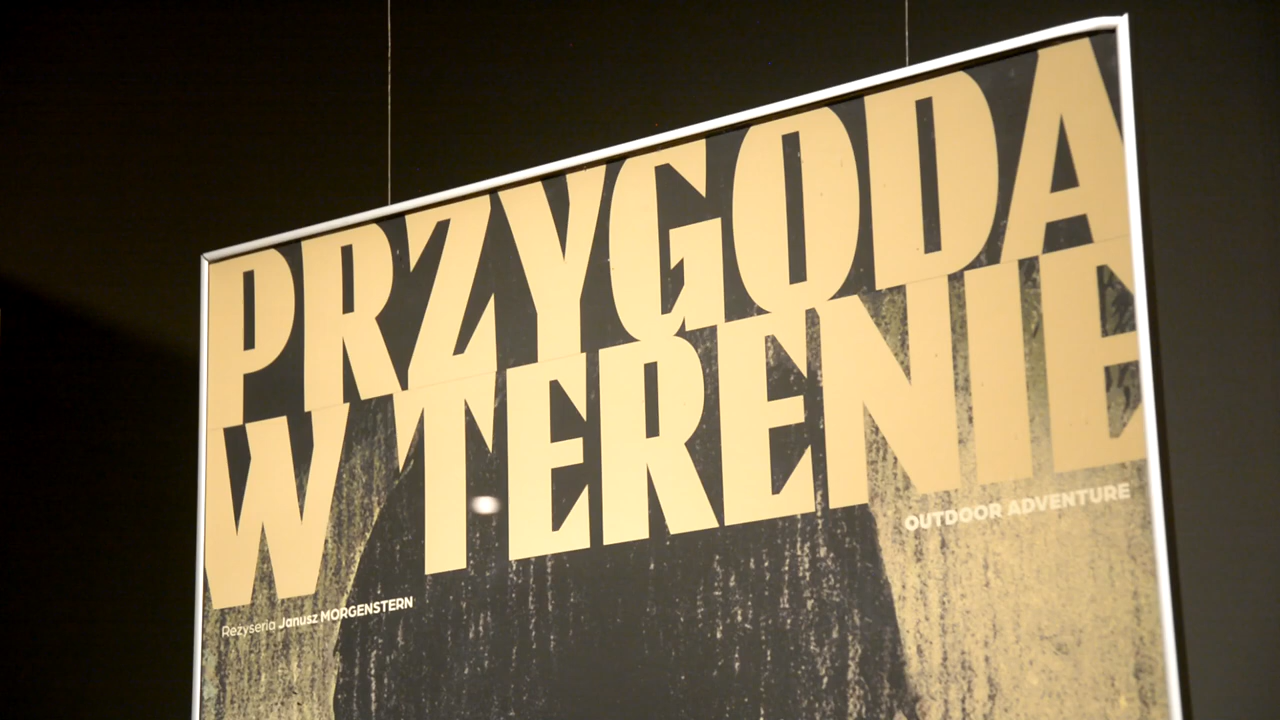 PRZYGODA
W TERENIE
OUTDOOR ADVENTURE
Reżyseria Janusz MORGENSTERN